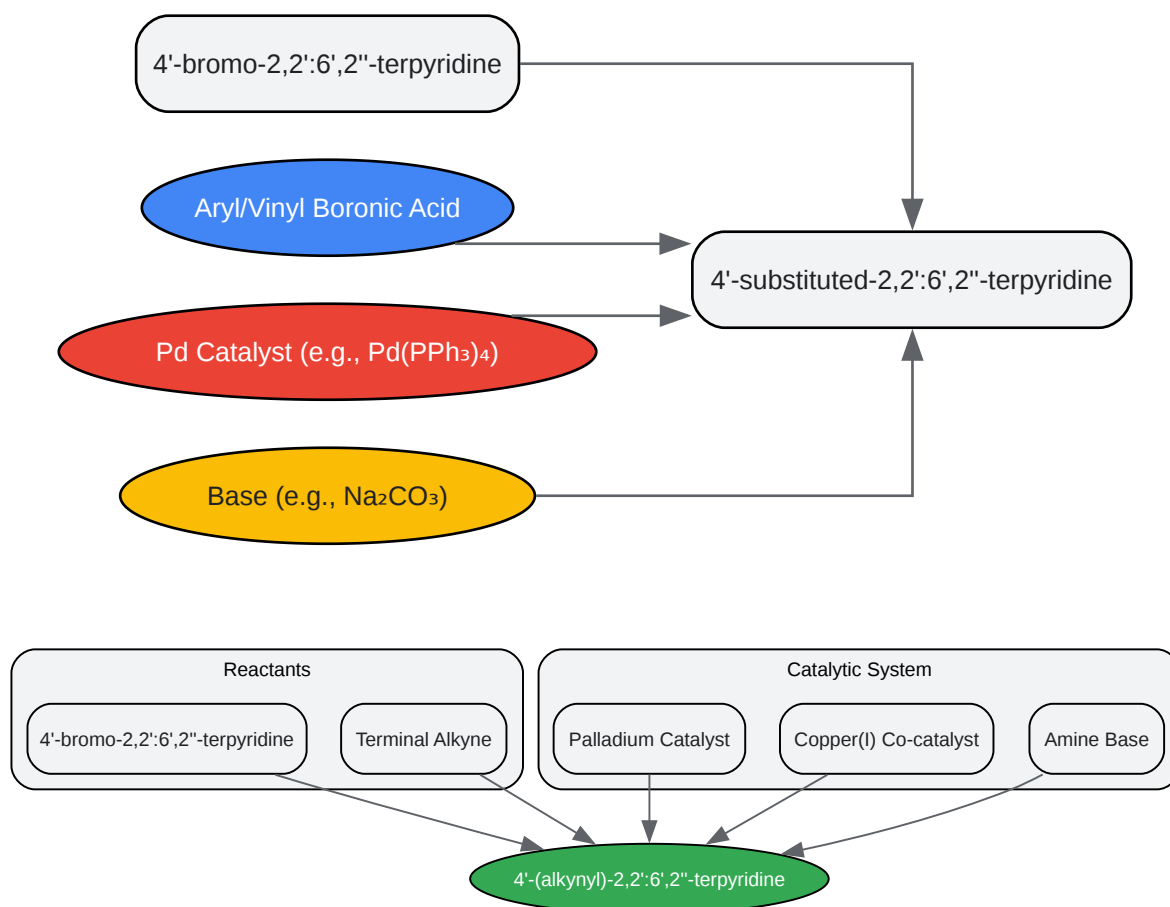 4'-bromo-2,2':6',2''-terpyridine
Aryl/Vinyl Boronic Acid
4'-substituted-2,2':6',2''-terpyridine
Pd Catalyst (e.g., Pd(PPh₃)₄)
Base (e.g., Na₂CO₃)
Reactants
Catalytic System
4'-bromo-2,2':6',2''-terpyridine
Terminal Alkyne
Palladium Catalyst
Copper(I) Co-catalyst
Amine Base
4'-(alkynyl)-2,2':6',2''-terpyridine